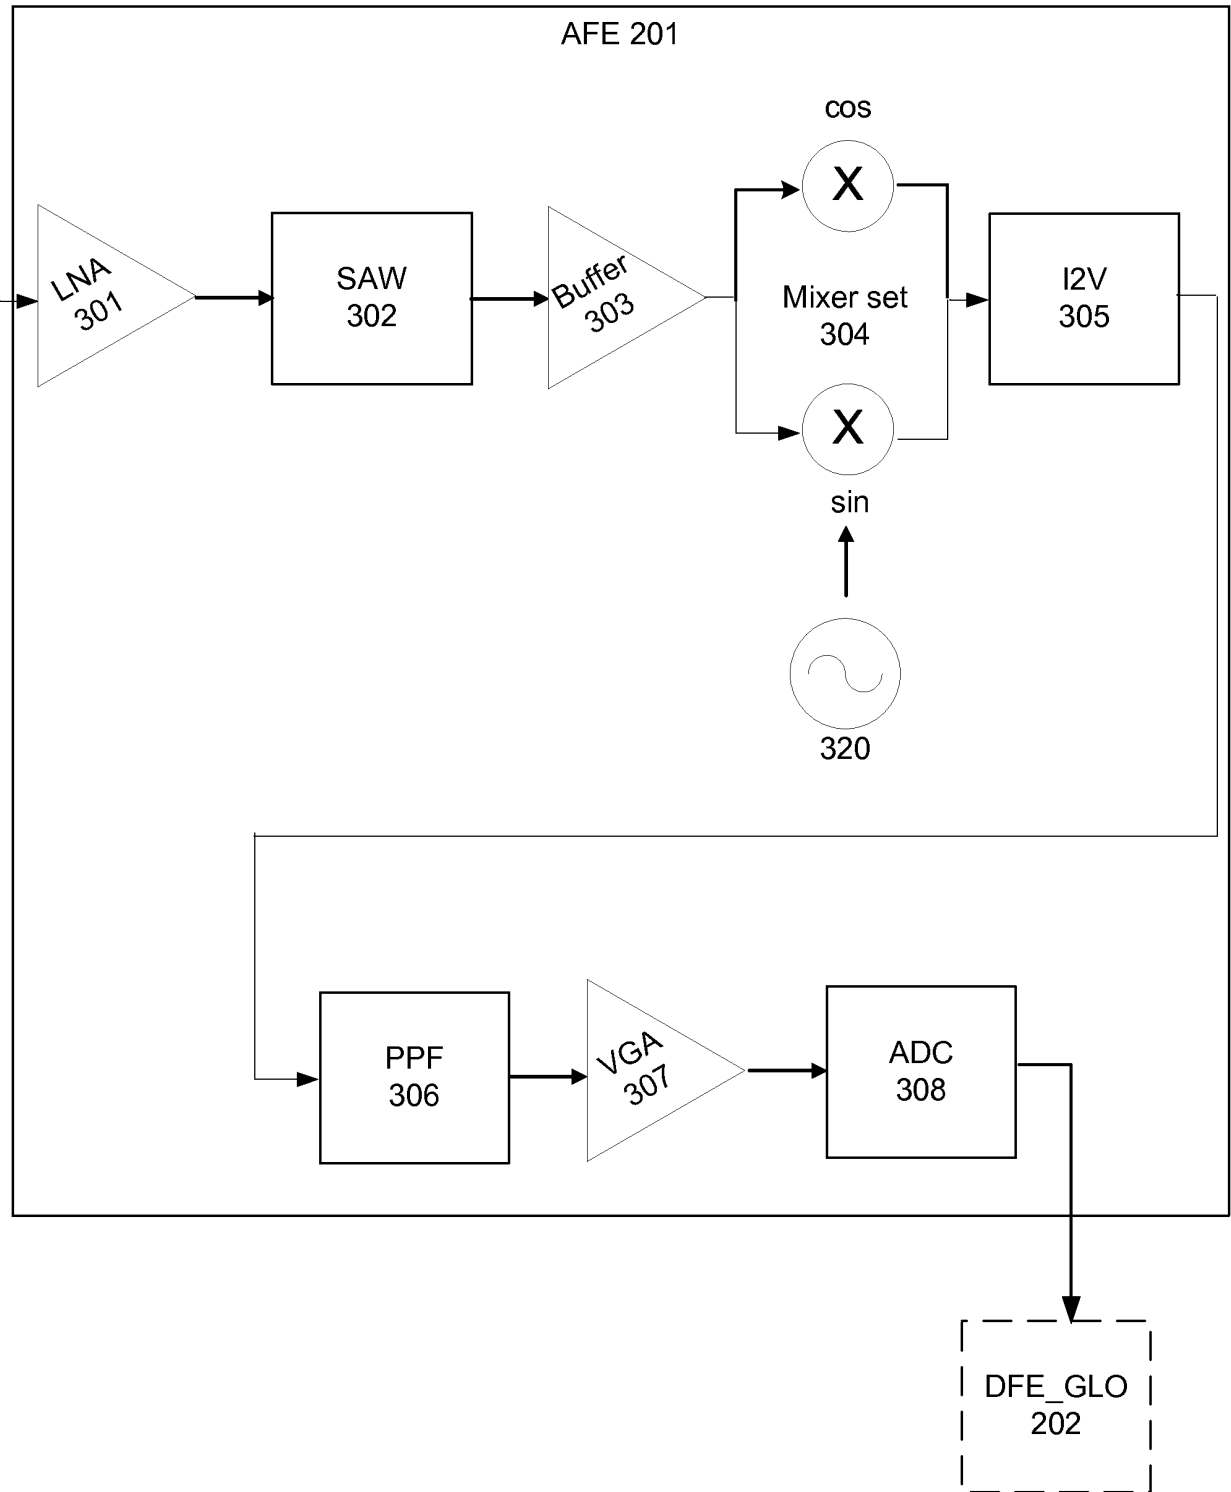 AFE 201
cos
X
LNA
301
SAW
302
Buffer
303
Mixer set
304
I2V
305
X
sin
320
PPF
306
VGA
307
ADC
308
DFE_GLO
202